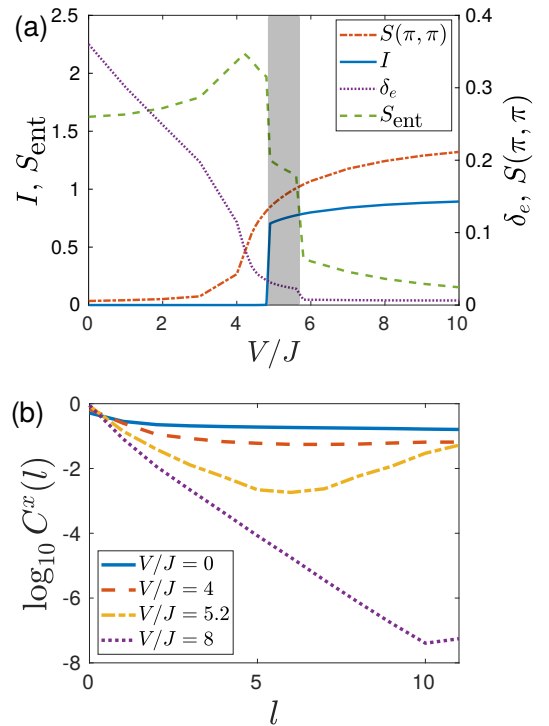 (a)
2.5
2
1.5
1
0.5
0
I, S_ent
0.4
0.3
0.2
0.1
0
δ_e, S(π, π)
S(π, π)
I
δ_e
S_ent
0 2 4 6 8 10
V/J
(b)
0
-2
-4
-6
-8
log₁₀ C^x(l)
V/J = 0
V/J = 4
V/J = 5.2
V/J = 8
0 5 10
l